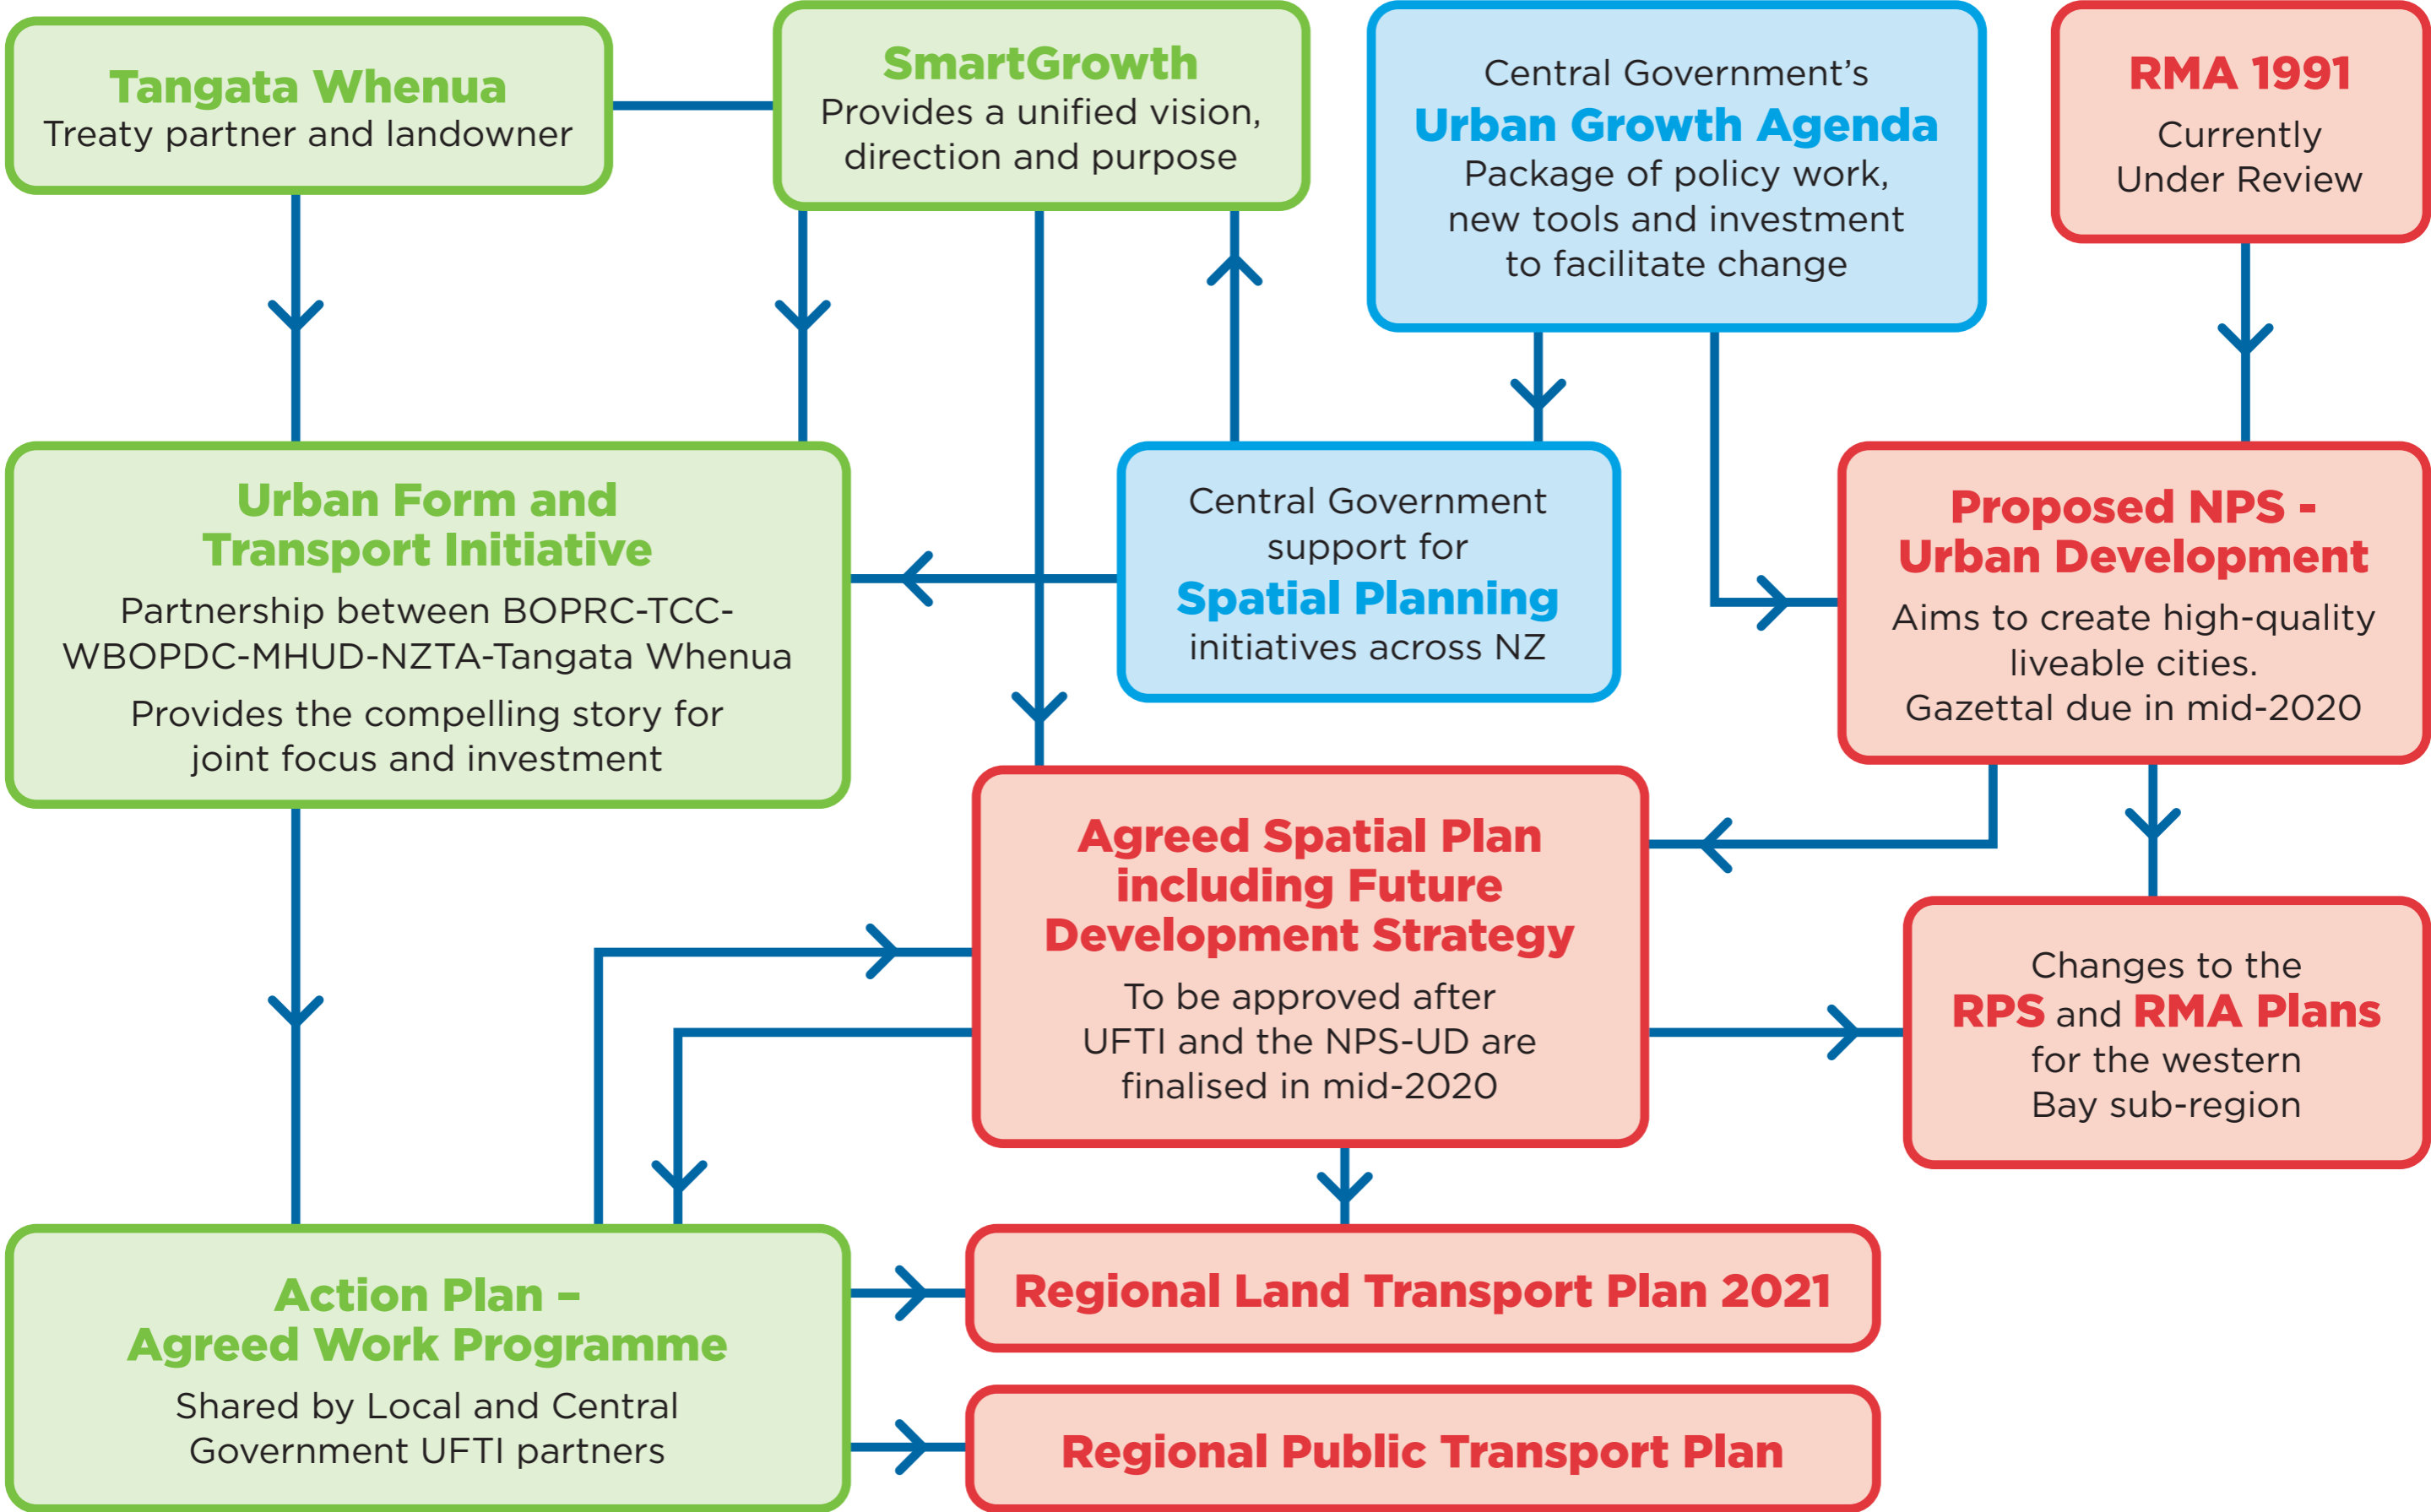 Tangata Whenua
Treaty partner and landowner
SmartGrowth
Provides a unified vision,
direction and purpose
Central Government's
Urban Growth Agenda
Package of policy work,
new tools and investment
to facilitate change
RMA 1991
Currently
Under Review
Urban Form and
Transport Initiative
Partnership between BOPRC-TCC-
WBOPDC-MHUD-NZTA-Tangata Whenua
Provides the compelling story for
joint focus and investment
Central Government
support for
Spatial Planning
initiatives across NZ
Proposed NPS -
Urban Development
Aims to create high-quality
liveable cities.
Gazettal due in mid-2020
Agreed Spatial Plan
including Future
Development Strategy
To be approved after
UFTI and the NPS-UD are
finalised in mid-2020
Changes to the
RPS and RMA Plans
for the western
Bay sub-region
Action Plan –
Agreed Work Programme
Shared by Local and Central
Government UFTI partners
Regional Land Transport Plan 2021
Regional Public Transport Plan